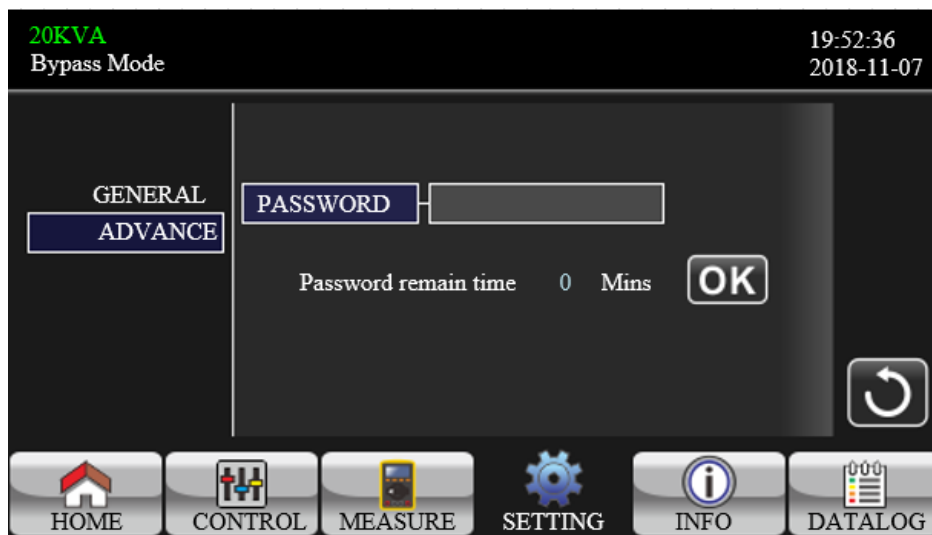 20KVA
Bypass Mode
19:52:36
2018-11-07
GENERAL
ADVANCE
PASSWORD
Password remain time 0 Mins
OK
HOME CONTROL MEASURE SETTING INFO DATALOG